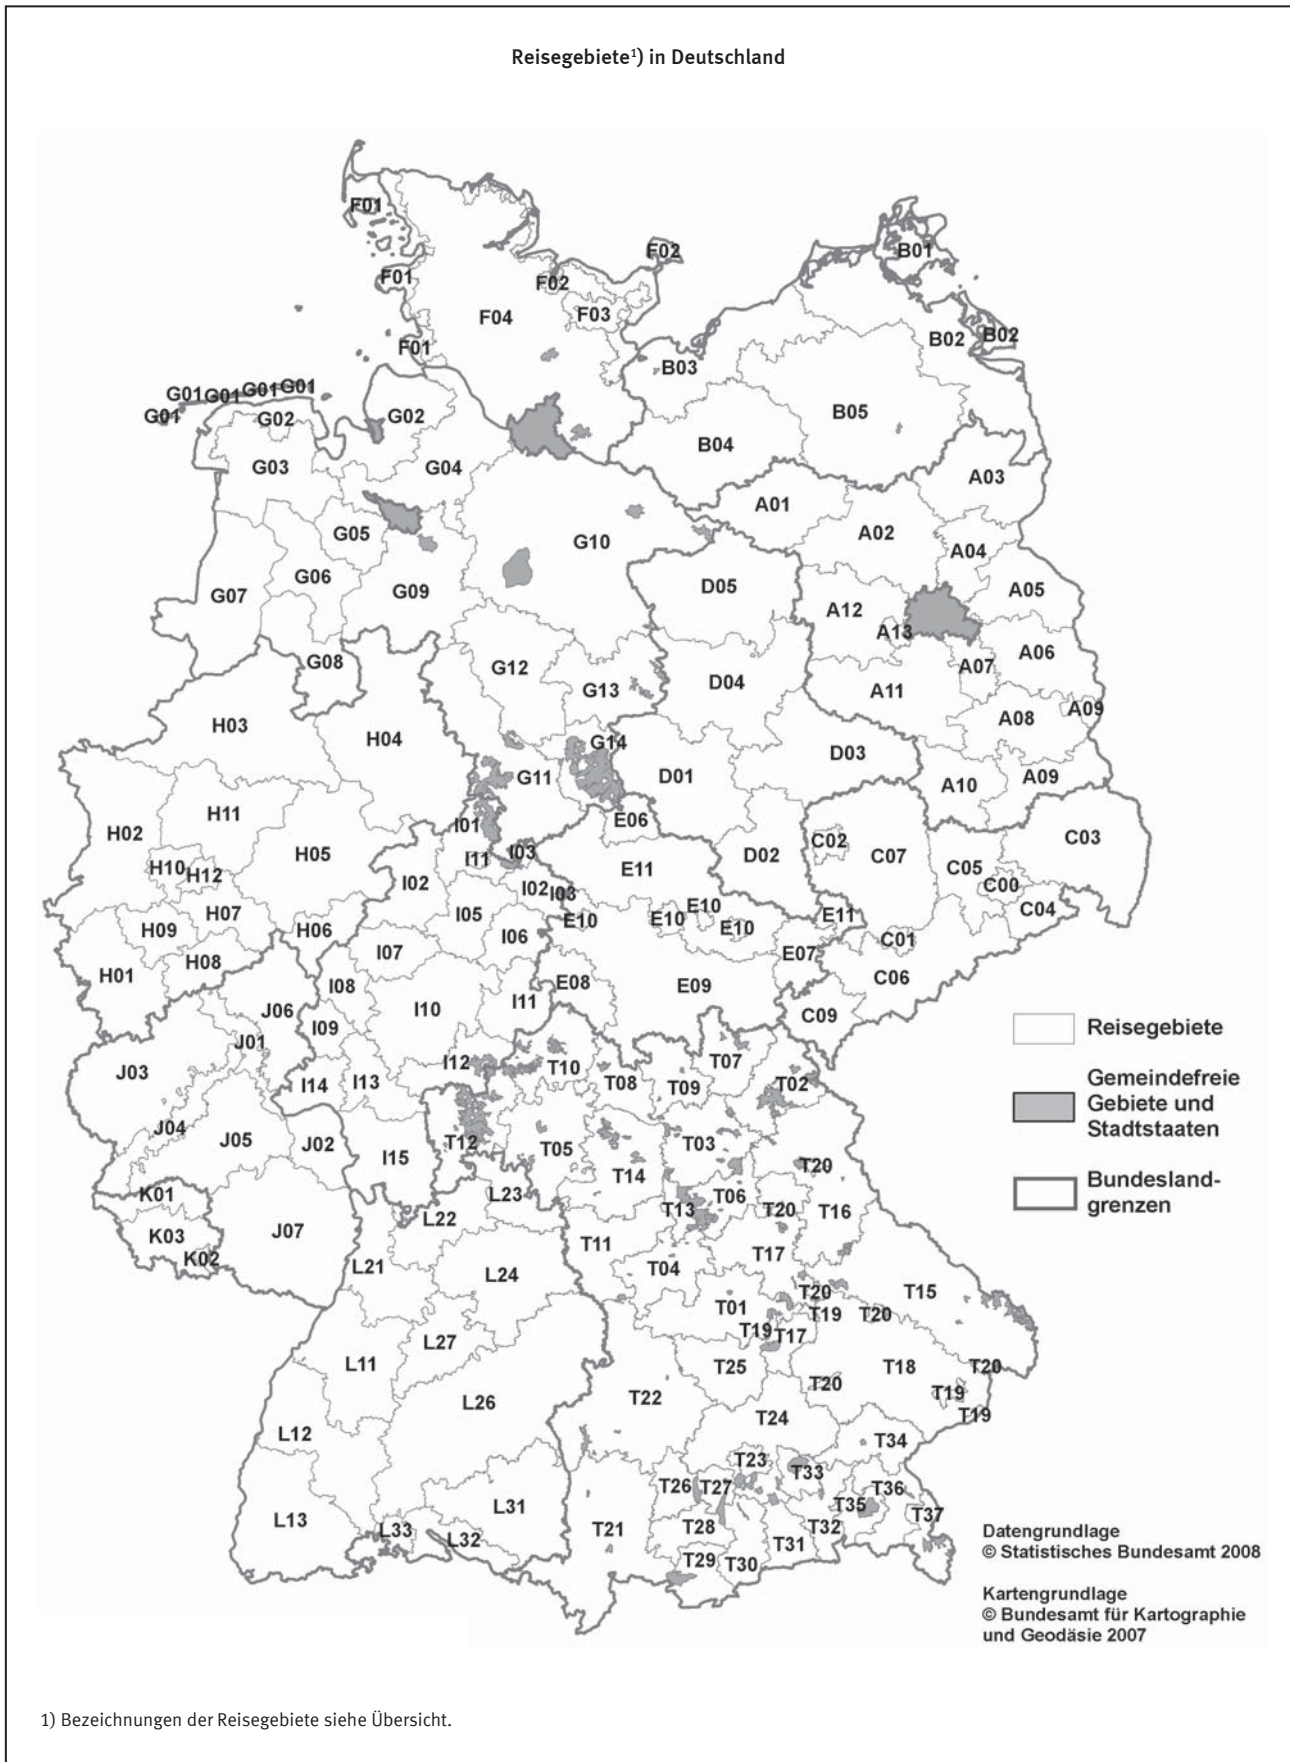 Reisegebiete¹) in Deutschland
F01
B01
F02
F01
F02
F03
F04
B02
B02
F01
B03
G01
G01
G01
G01
G01
G02
G02
B05
B04
G03
G04
A03
A01
G05
A02
G10
A04
G06
D05
G07
G09
A05
A12
A13
A06
G08
G12
A07
D04
G13
A11
A09
H03
A08
H04
G14
D03
D01
G11
A09
A10
H11
E06
I01
H02
C02
C03
I03
H05
D02
C07
I11
E11
H10
H12
C05
I02
I02
I03
C00
E10
H07
I05
C04
E10
E10
E11
E10
H09
H06
I06
C01
I07
E07
H08
H01
C06
E08
I08
E09
I11
J06
I10
C09
I09
J01
Reisegebiete
I12
T07
T10
J03
I14
I13
T08
T09
T02
Gemeindefreie
Gebiete und
Stadtstaaten
J04
J05
J02
T12
T03
T05
I15
T20
T14
Bundesland-
grenzen
K01
L23
T06
T13
T20
T16
L22
K03
J07
T11
K02
T17
L21
T04
L24
T20
T15
T01
T19
T20
T19
T17
L27
L11
T25
T18
T20
T20
T19
T22
L26
T19
T24
L12
T34
T23
T33
T26
T27
T36
L31
T35
T37
L13
L33
T21
T28
T32
L32
T31
T29
T30
Datengrundlage
© Statistisches Bundesamt 2008
Kartengrundlage
© Bundesamt für Kartographie
und Geodäsie 2007
1) Bezeichnungen der Reisegebiete siehe Übersicht.